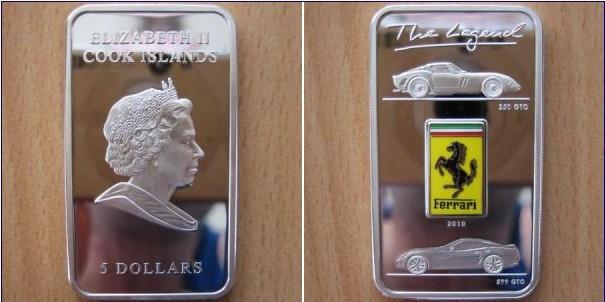 ELIZABETH II
COOK ISLANDS
5 DOLLARS
The Legend
250 GTO
Ferrari
2010
599 GTO